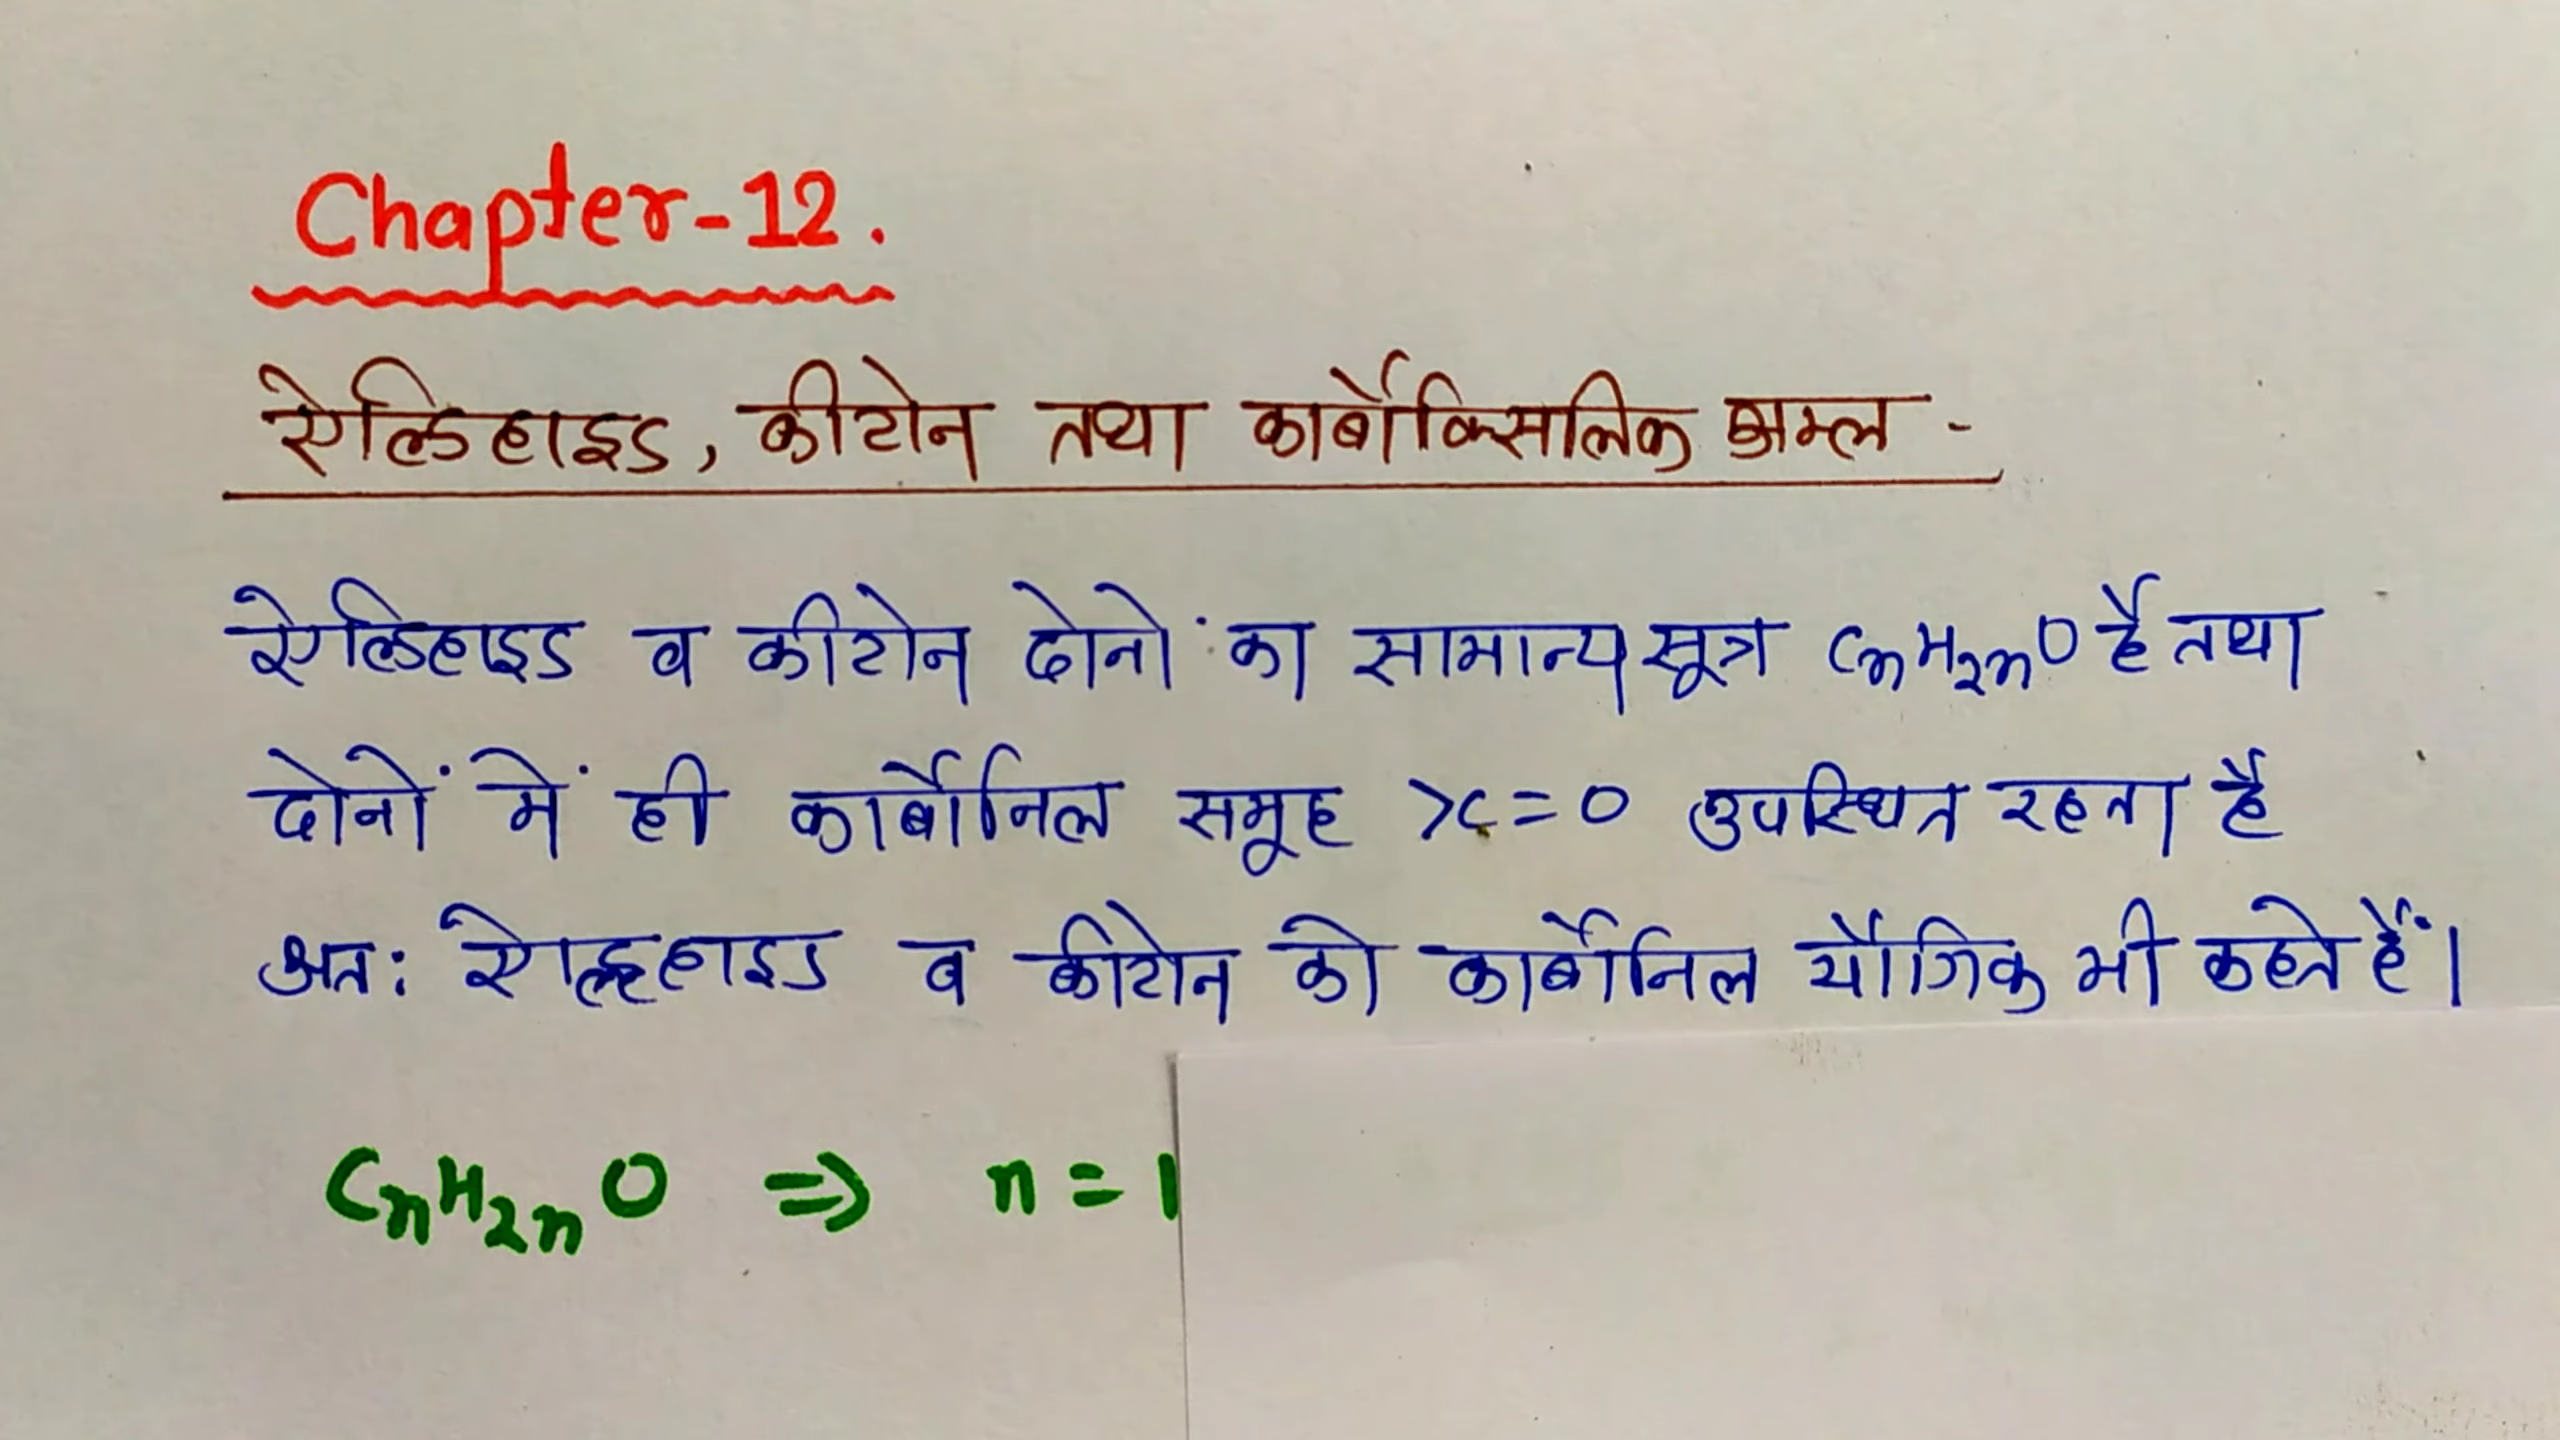 Chapter-12.
ऐल्डिहाइड, कीटोन तथा कार्बोक्सिलिक अम्ल -
ऐल्डिहाइड व कीटोन दोनों का सामान्य सूत्र CₙH₂ₙO है तथा
दोनों में ही कार्बोनिल समूह >C=O उपस्थित रहता है
अतः ऐल्डिहाइड व कीटोन को कार्बोनिल यौगिक भी कहते हैं।
CₙH₂ₙO ⇒ n=1